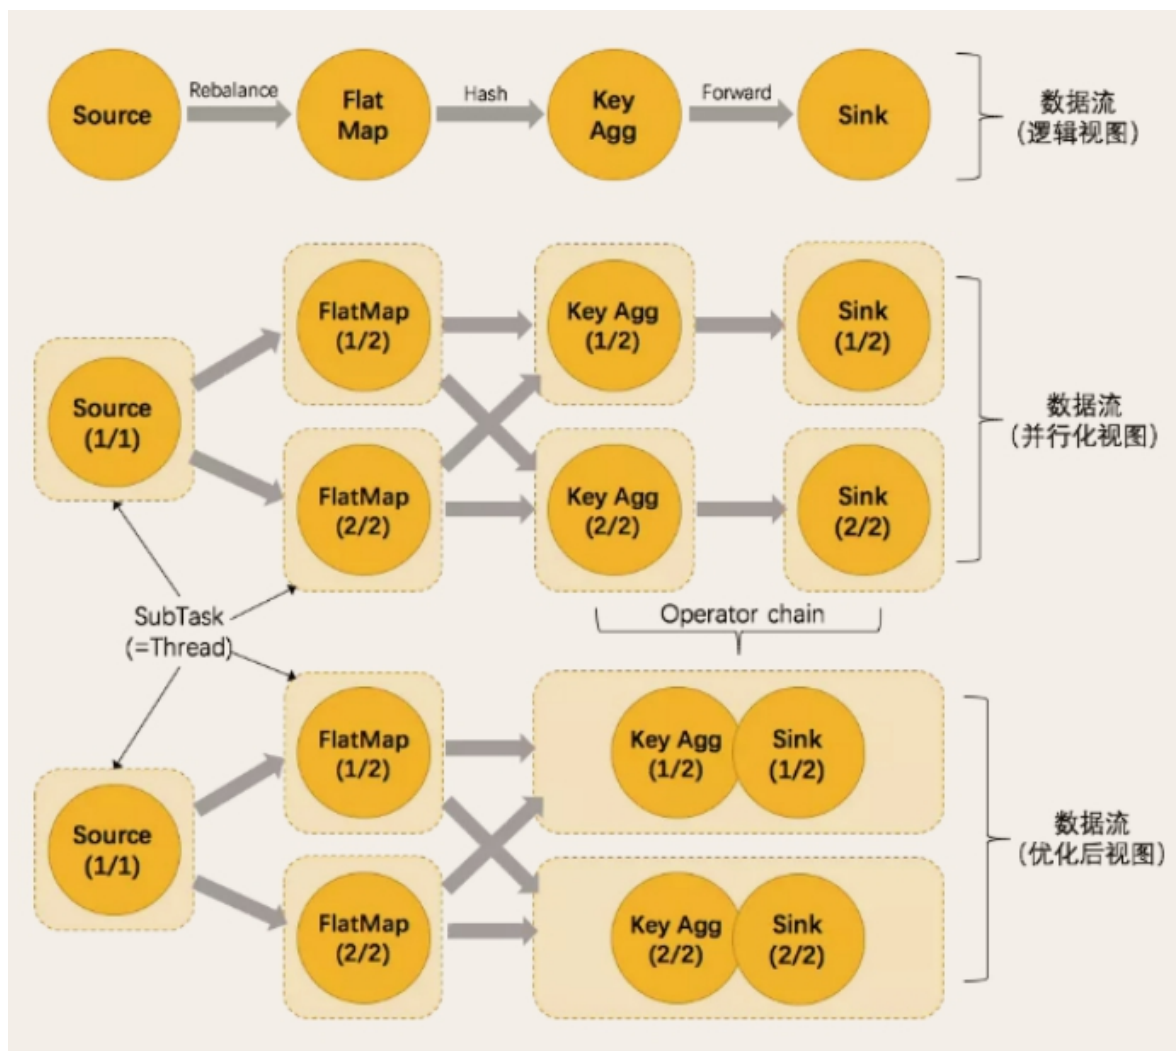 Source
Rebalance
Flat
Map
Hash
Key
Agg
Forward
Sink
数据流
(逻辑视图)
FlatMap
(1/2)
Key Agg
(1/2)
Sink
(1/2)
Source
(1/1)
数据流
(并行化视图)
FlatMap
(2/2)
Key Agg
(2/2)
Sink
(2/2)
SubTask
(=Thread)
Operator chain
FlatMap
(1/2)
Key Agg
(1/2)
Sink
(1/2)
Source
(1/1)
数据流
(优化后视图)
FlatMap
(2/2)
Key Agg
(2/2)
Sink
(2/2)